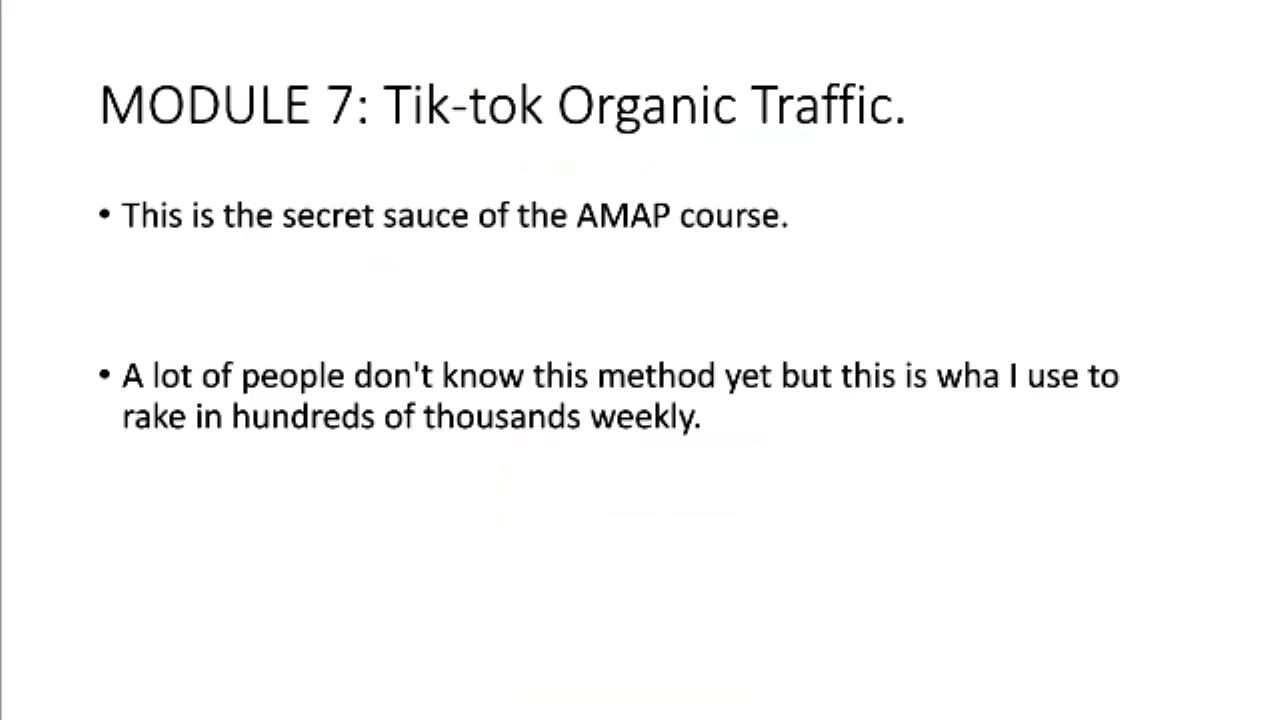 MODULE 7: Tik-tok Organic Traffic.
• This is the secret sauce of the AMAP course.
• A lot of people don't know this method yet but this is wha I use to
rake in hundreds of thousands weekly.